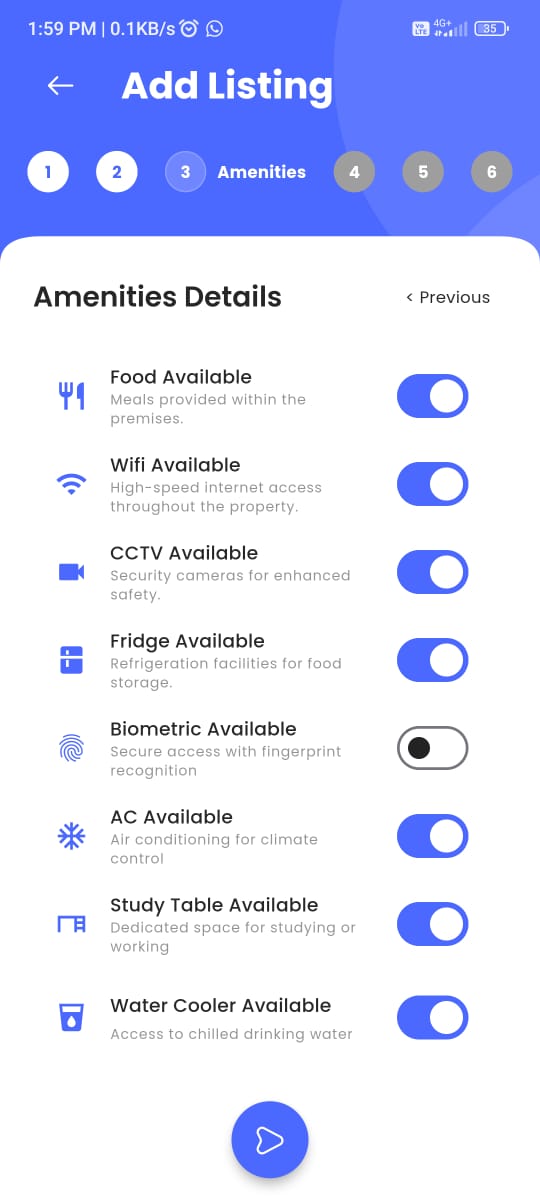 1:59 PM | 0.1KB/s
Vo LTE 4G+ 35
Add Listing
1 2 3 Amenities 4 5 6
Amenities Details
< Previous
Food Available
Meals provided within the
premises.
Wifi Available
High-speed internet access
throughout the property.
CCTV Available
Security cameras for enhanced
safety.
Fridge Available
Refrigeration facilities for food
storage.
Biometric Available
Secure access with fingerprint
recognition
AC Available
Air conditioning for climate
control
Study Table Available
Dedicated space for studying or
working
Water Cooler Available
Access to chilled drinking water